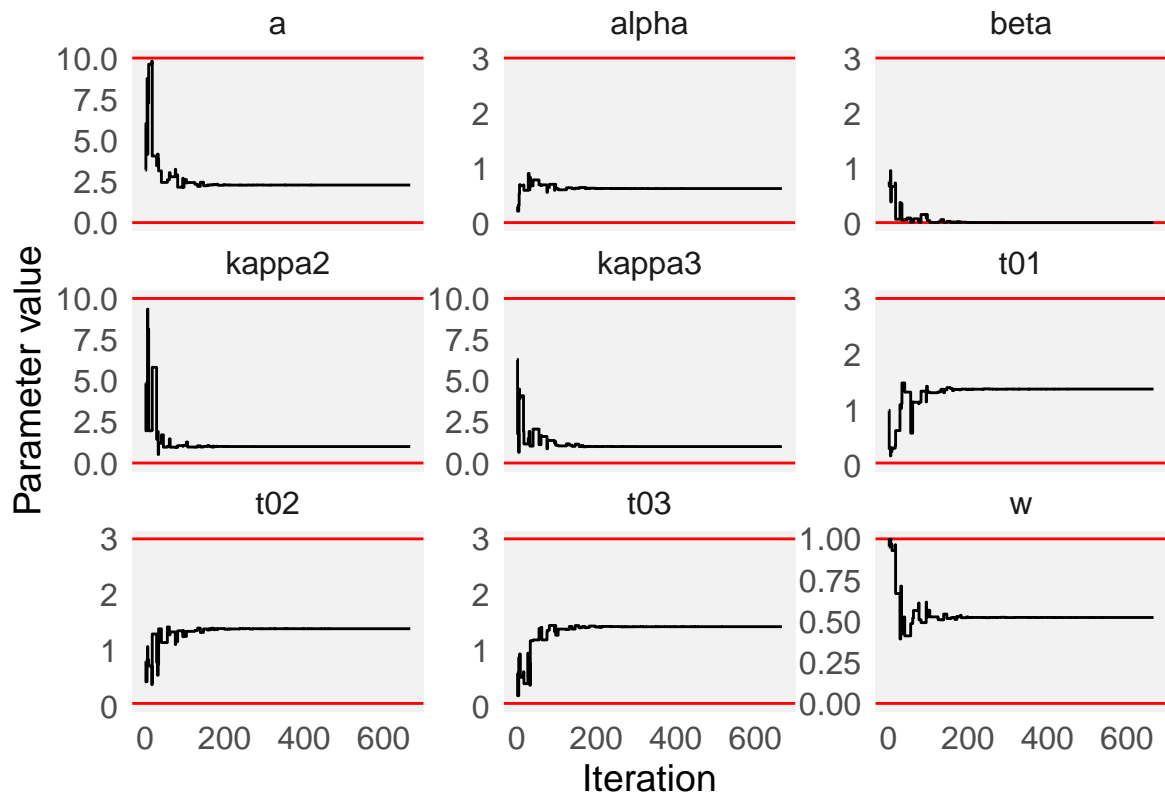 a alpha beta
10.0 3 3
7.5
5.0 2 2
2.5 1 1
0.0 0 0
kappa2 kappa3 t01
10.0 10.0 3
7.5 7.5
5.0 5.0 2
2.5 2.5 1
0.0 0.0 0
t02 t03 w
3 3 1.00
2 2 0.75
0.50
1 1 0.25
0 0 0.00
0 200 400 600 0 200 400 600 0 200 400 600
Iteration
Parameter value